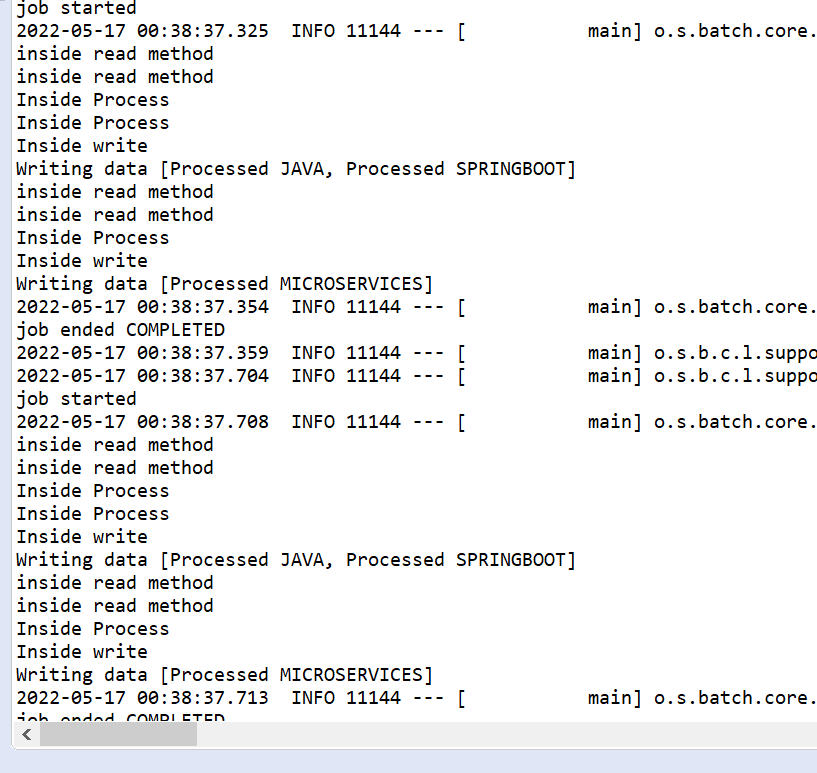 job started
2022-05-17 00:38:37.325  INFO 11144 --- [           main] o.s.batch.core.
inside read method
inside read method
Inside Process
Inside Process
Inside write
Writing data [Processed JAVA, Processed SPRINGBOOT]
inside read method
inside read method
Inside Process
Inside write
Writing data [Processed MICROSERVICES]
2022-05-17 00:38:37.354  INFO 11144 --- [           main] o.s.batch.core.
job ended COMPLETED
2022-05-17 00:38:37.359  INFO 11144 --- [           main] o.s.b.c.l.suppo
2022-05-17 00:38:37.704  INFO 11144 --- [           main] o.s.b.c.l.suppo
job started
2022-05-17 00:38:37.708  INFO 11144 --- [           main] o.s.batch.core.
inside read method
inside read method
Inside Process
Inside Process
Inside write
Writing data [Processed JAVA, Processed SPRINGBOOT]
inside read method
inside read method
Inside Process
Inside write
Writing data [Processed MICROSERVICES]
2022-05-17 00:38:37.713  INFO 11144 --- [           main] o.s.batch.core.
job ended COMPLETED